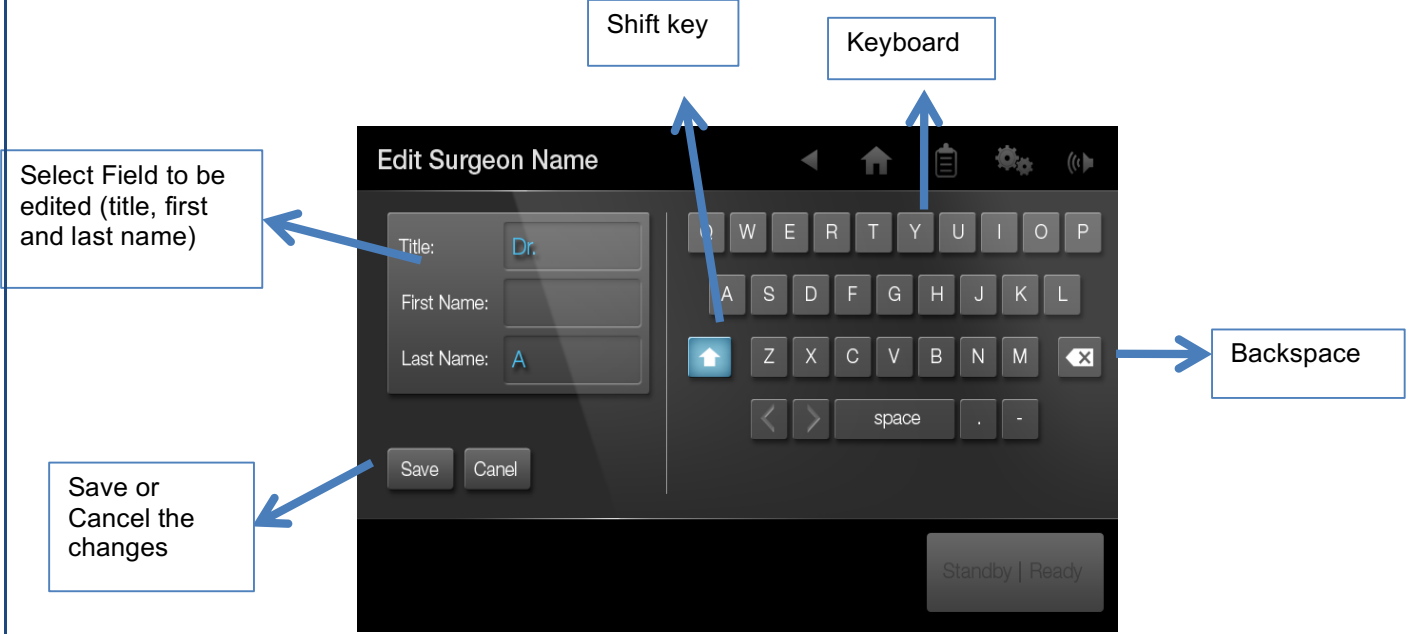 Shift key
Keyboard
Edit Surgeon Name
Select Field to be
edited (title, first
and last name)
Title: Dr.
First Name:
Last Name: A
Q W E R T Y U I O P
A S D F G H J K L
Z X C V B N M
space . -
Backspace
Save Canel
Save or
Cancel the
changes
Standby | Ready